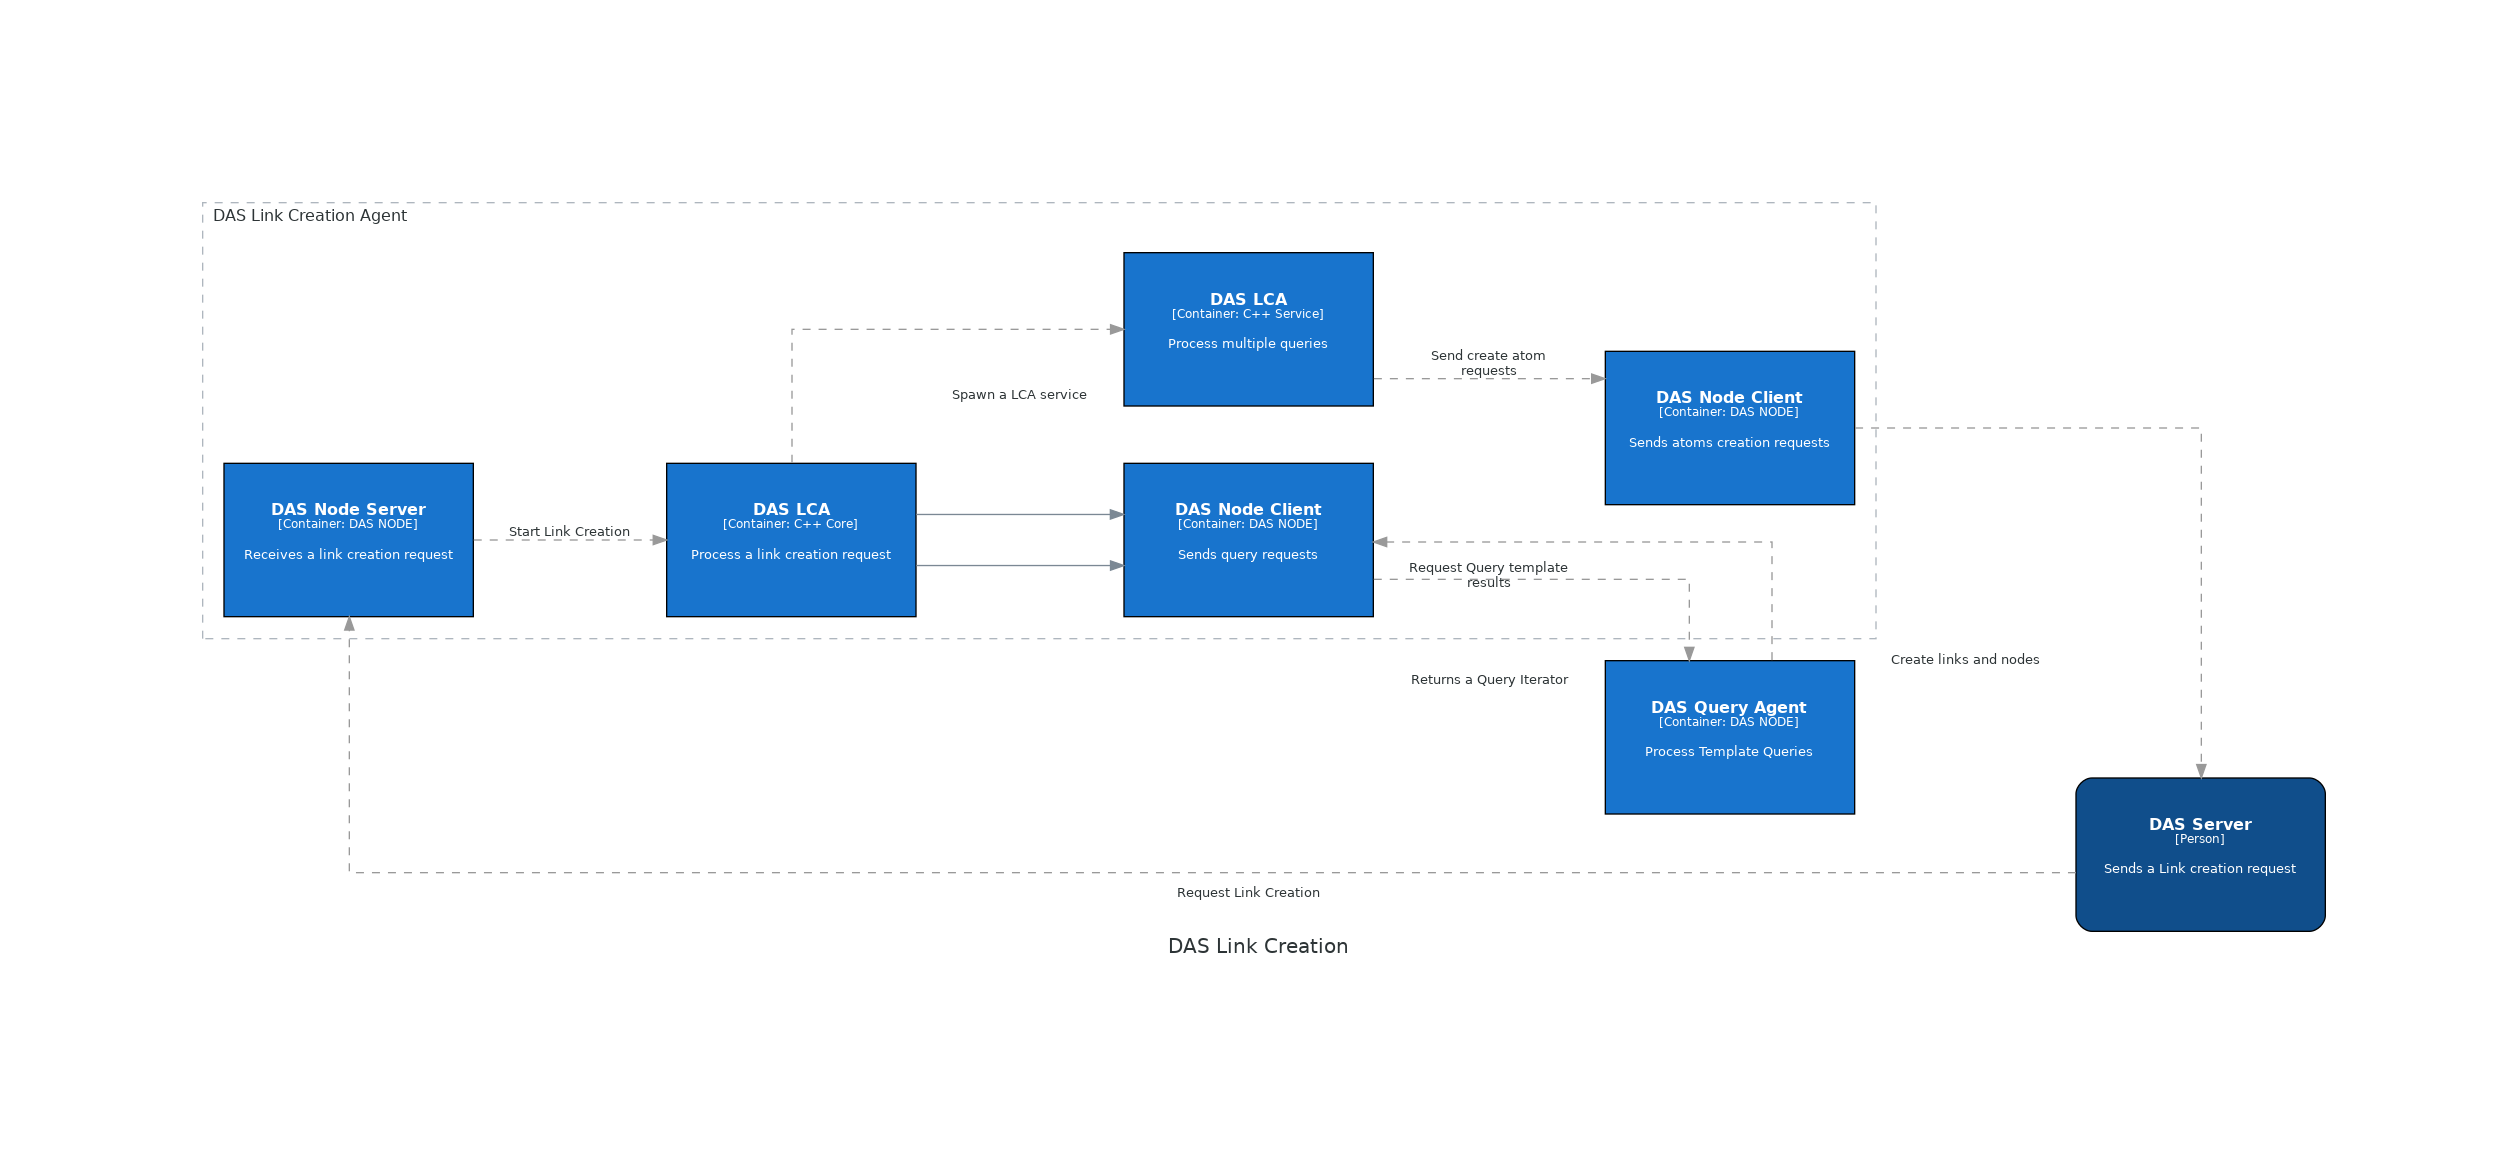 DAS Link Creation Agent
DAS LCA
[Container: C++ Service]
Process multiple queries
Send create atom
requests
Spawn a LCA service
DAS Node Client
[Container: DAS NODE]
Sends atoms creation requests
DAS Node Server
[Container: DAS NODE]
Receives a link creation request
Start Link Creation
DAS LCA
[Container: C++ Core]
Process a link creation request
DAS Node Client
[Container: DAS NODE]
Sends query requests
Request Query template
results
Returns a Query Iterator
Create links and nodes
DAS Query Agent
[Container: DAS NODE]
Process Template Queries
DAS Server
[Person]
Sends a Link creation request
Request Link Creation
DAS Link Creation